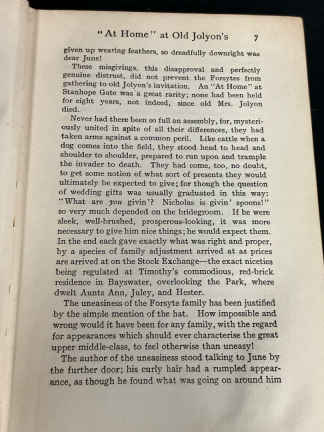 "At Home" at Old Jolyon's 7
given up wearing feathers, so dreadfully downright was
dear June!
These misgivings, this disapproval and perfectly
genuine distrust, did not prevent the Forsytes from
gathering to old Jolyon's invitation. An "At Home" at
Stanhope Gate was a great rarity; none had been held
for eight years, not indeed, since old Mrs. Jolyon
died.
Never had there been so full an assembly, for, mysteri-
ously united in spite of all their differences, they had
taken arms against a common peril. Like cattle when a
dog comes into the field, they stood head to head and
shoulder to shoulder, prepared to run upon and trample
the invader to death. They had come, too, no doubt,
to get some notion of what sort of presents they would
ultimately be expected to give; for though the question
of wedding gifts was usually graduated in this way:
"What are you givin'? Nicholas is givin' spoons!"
so very much depended on the bridegroom. If he were
sleek, well-brushed, prosperous-looking, it was more
necessary to give him nice things; he would expect them.
In the end each gave exactly what was right and proper,
by a species of family adjustment arrived at as prices
are arrived at on the Stock Exchange—the exact niceties
being regulated at Timothy's commodious, red-brick
residence in Bayswater, overlooking the Park, where
dwelt Aunts Ann, Juley, and Hester.
The uneasiness of the Forsyte family has been justified
by the simple mention of the hat. How impossible and
wrong would it have been for any family, with the regard
for appearances which should ever characterise the great
upper middle-class, to feel otherwise than uneasy!
The author of the uneasiness stood talking to June by
the further door; his curly hair had a rumpled appear-
ance, as though he found what was going on around him